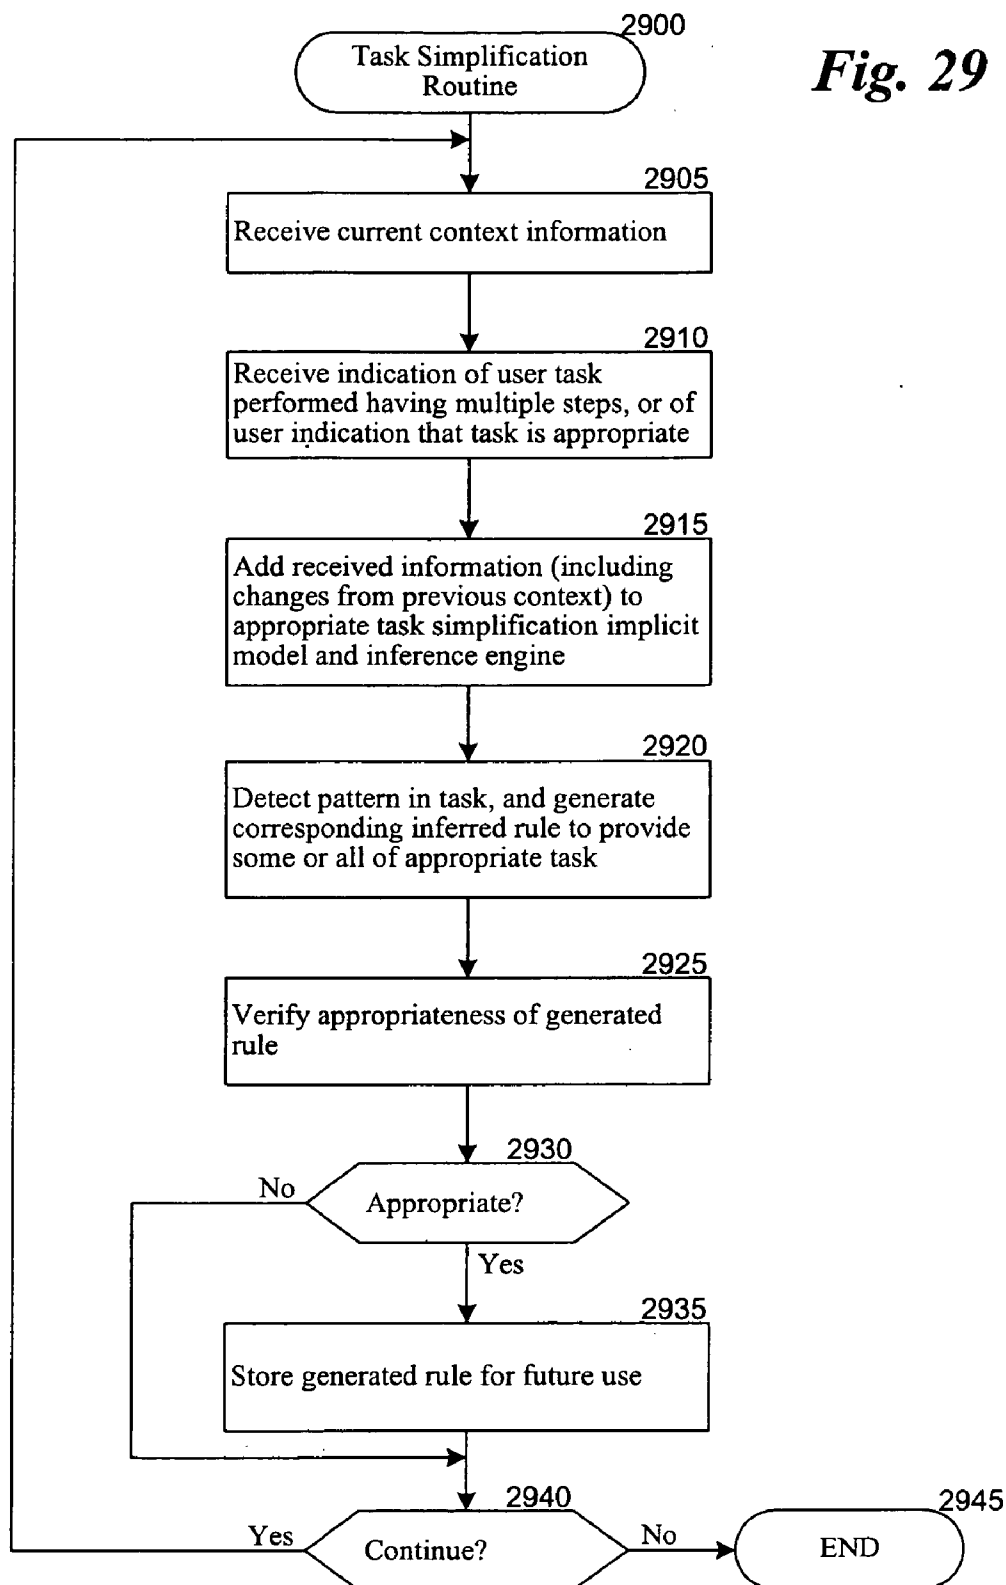 2900
Task Simplification
Routine
Fig. 29
2905
Receive current context information
2910
Receive indication of user task
performed having multiple steps, or of
user indication that task is appropriate
2915
Add received information (including
changes from previous context) to
appropriate task simplification implicit
model and inference engine
2920
Detect pattern in task, and generate
corresponding inferred rule to provide
some or all of appropriate task
2925
Verify appropriateness of generated
rule
2930
No
Appropriate?
Yes
2935
Store generated rule for future use
2940
2945
Yes
Continue?
No
END